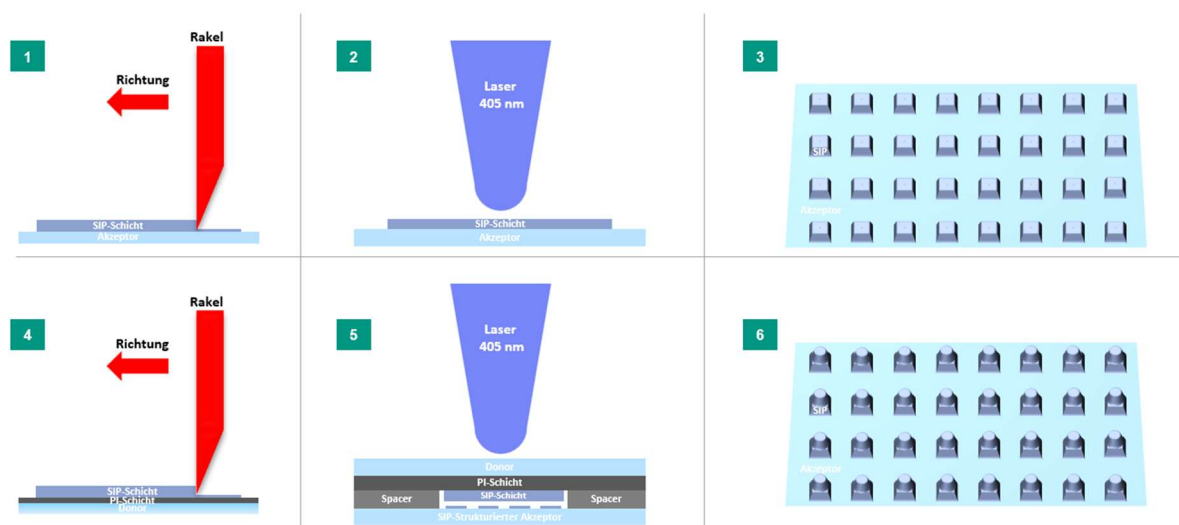 1
Rakel
Richtung
SIP-Schicht
Akzeptor
2
Laser
405 nm
SIP-Schicht
Akzeptor
3
SIP
Akzeptor
4
Rakel
Richtung
SIP-Schicht
PI-Schicht
Donor
5
Laser
405 nm
Donor
PI-Schicht
Spacer
SIP-Schicht
Spacer
SIP-Strukturierter Akzeptor
6
SIP
Akzeptor